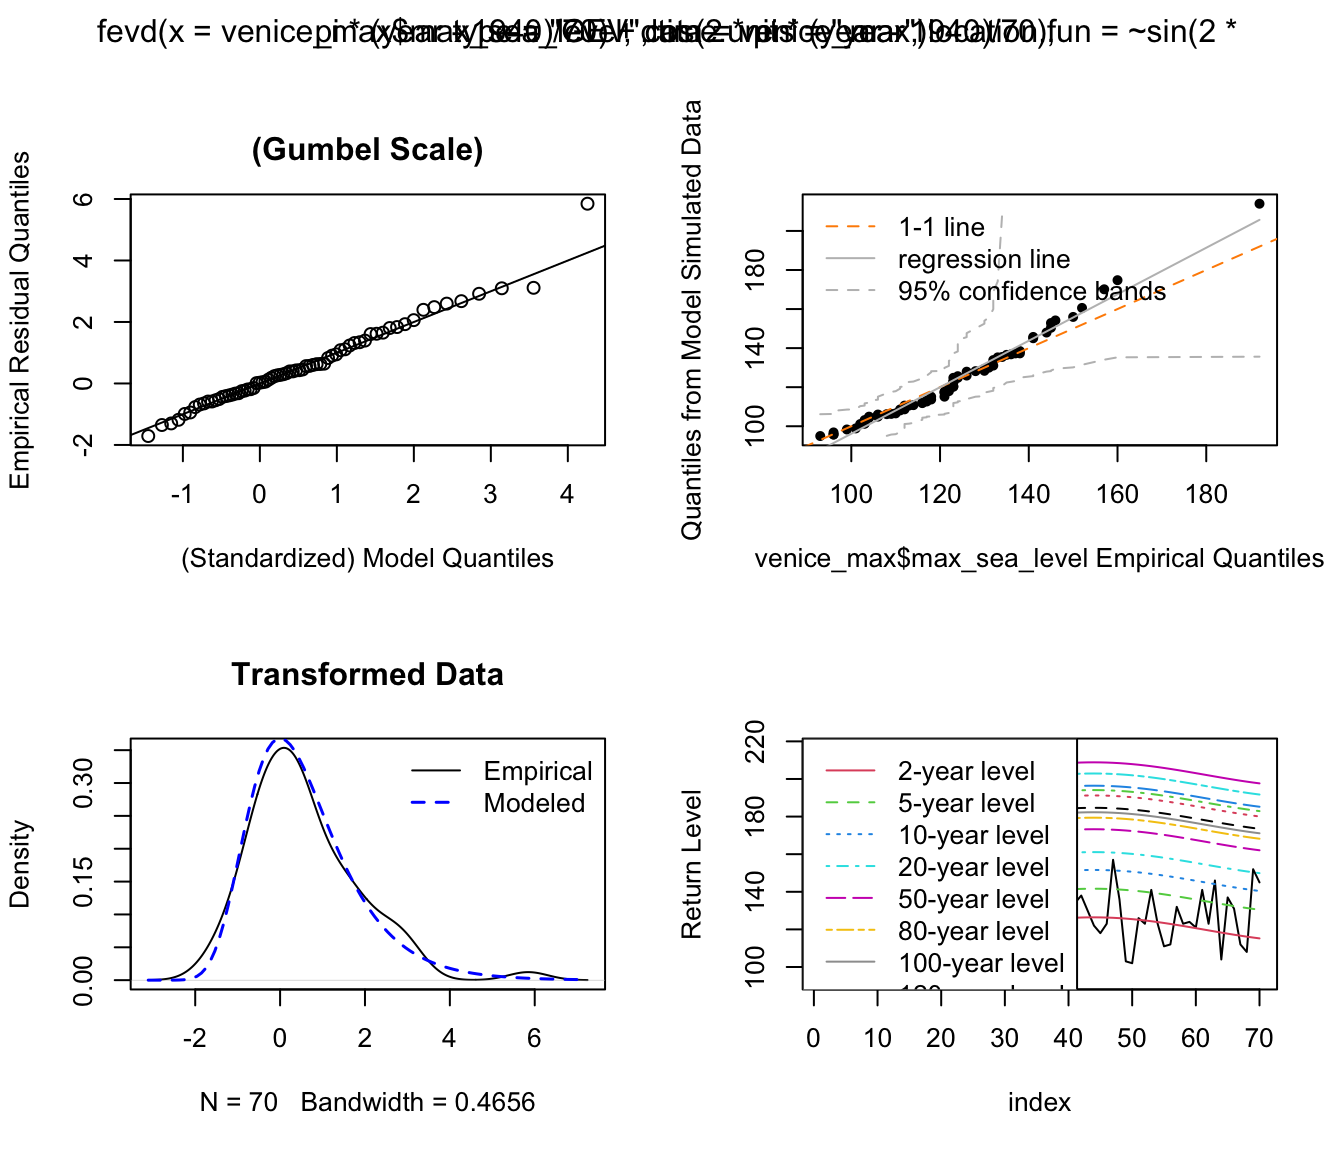 fevd(x = venice
fun = ~sin(2 *
(Gumbel Scale)
Empirical Residual Quantiles
6
4
2
0
-2
-1 0 1 2 3 4
(Standardized) Model Quantiles
Quantiles from Model Simulated Data
1-1 line
regression line
95% confidence bands
180
140
100
100 120 140 160 180
venice_max$max_sea_level Empirical Quantiles
Transformed Data
Density
0.30
0.15
0.00
Empirical
Modeled
-2 0 2 4 6
N = 70 Bandwidth = 0.4656
Return Level
220
180
140
100
2-year level
5-year level
10-year level
20-year level
50-year level
80-year level
100-year level
0 10 20 30 40 50 60 70
index